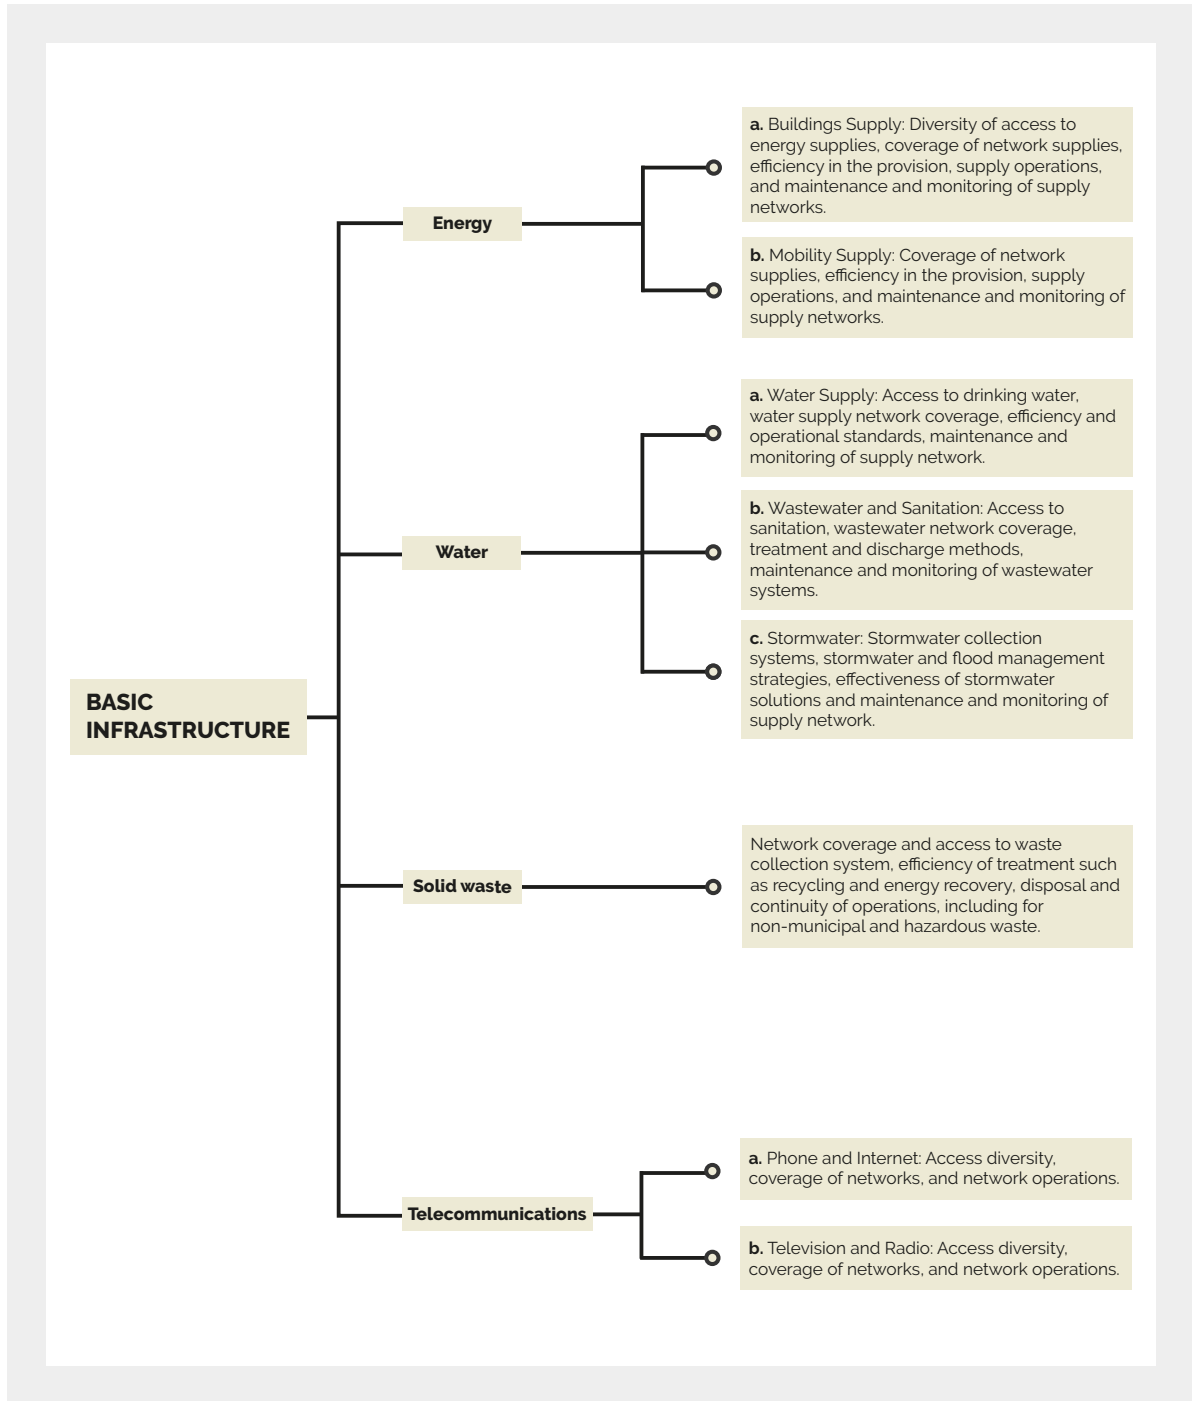 BASIC
INFRASTRUCTURE
Energy
a. Buildings Supply: Diversity of access to
energy supplies, coverage of network supplies,
efficiency in the provision, supply operations,
and maintenance and monitoring of supply
networks.
b. Mobility Supply: Coverage of network
supplies, efficiency in the provision, supply
operations, and maintenance and monitoring of
supply networks.
Water
a. Water Supply: Access to drinking water,
water supply network coverage, efficiency and
operational standards, maintenance and
monitoring of supply network.
b. Wastewater and Sanitation: Access to
sanitation, wastewater network coverage,
treatment and discharge methods,
maintenance and monitoring of wastewater
systems.
c. Stormwater: Stormwater collection
systems, stormwater and flood management
strategies, effectiveness of stormwater
solutions and maintenance and monitoring of
supply network.
Solid waste
Network coverage and access to waste
collection system, efficiency of treatment such
as recycling and energy recovery, disposal and
continuity of operations, including for
non-municipal and hazardous waste.
Telecommunications
a. Phone and Internet: Access diversity,
coverage of networks, and network operations.
b. Television and Radio: Access diversity,
coverage of networks, and network operations.